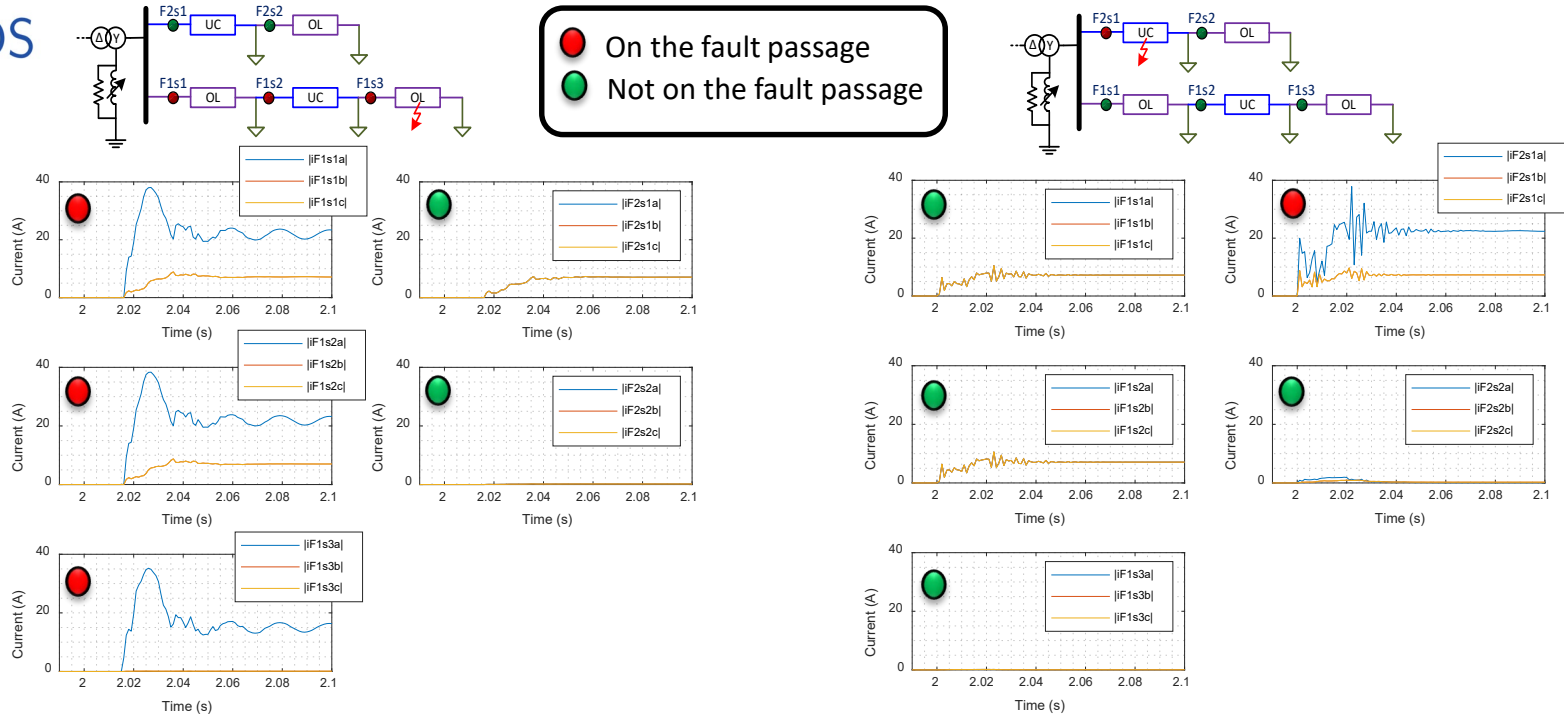 OS
F2s1 F2s2
UC OL
Δ Y
F1s1 F1s2 F1s3
OL UC OL
On the fault passage
Not on the fault passage
F2s1 F2s2
UC OL
Δ Y
F1s1 F1s2 F1s3
OL UC OL
|iF1s1a|
|iF1s1b|
|iF1s1c|
Current (A)
40
20
0
2 2.02 2.04 2.06 2.08 2.1
Time (s)
|iF2s1a|
|iF2s1b|
|iF2s1c|
Current (A)
40
20
0
2 2.02 2.04 2.06 2.08 2.1
Time (s)
|iF1s1a|
|iF1s1b|
|iF1s1c|
Current (A)
40
20
0
2 2.02 2.04 2.06 2.08 2.1
Time (s)
|iF2s1a|
|iF2s1b|
|iF2s1c|
Current (A)
40
20
0
2 2.02 2.04 2.06 2.08 2.1
Time (s)
|iF1s2a|
|iF1s2b|
|iF1s2c|
Current (A)
40
20
0
2 2.02 2.04 2.06 2.08 2.1
Time (s)
|iF2s2a|
|iF2s2b|
|iF2s2c|
Current (A)
40
20
0
2 2.02 2.04 2.06 2.08 2.1
Time (s)
|iF1s2a|
|iF1s2b|
|iF1s2c|
Current (A)
40
20
0
2 2.02 2.04 2.06 2.08 2.1
Time (s)
|iF2s2a|
|iF2s2b|
|iF2s2c|
Current (A)
40
20
0
2 2.02 2.04 2.06 2.08 2.1
Time (s)
|iF1s3a|
|iF1s3b|
|iF1s3c|
Current (A)
40
20
0
2 2.02 2.04 2.06 2.08 2.1
Time (s)
|iF1s3a|
|iF1s3b|
|iF1s3c|
Current (A)
40
20
0
2 2.02 2.04 2.06 2.08 2.1
Time (s)